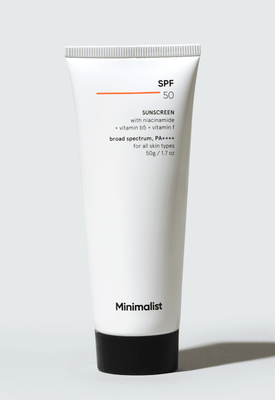 SPF
50
SUNSCREEN
with niacinamide
+ vitamin b5 + vitamin f
broad spectrum, PA++++
for all skin types
50g / 1.7 oz
Minimalist